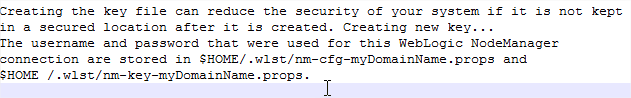 Creating the key file can reduce the security of your system if it is not kept
in a secured location after it is created. Creating new key...
The username and password that were used for this WebLogic NodeManager
connection are stored in $HOME/.wlst/nm-cfg-myDomainName.props and
$HOME /.wlst/nm-key-myDomainName.props.